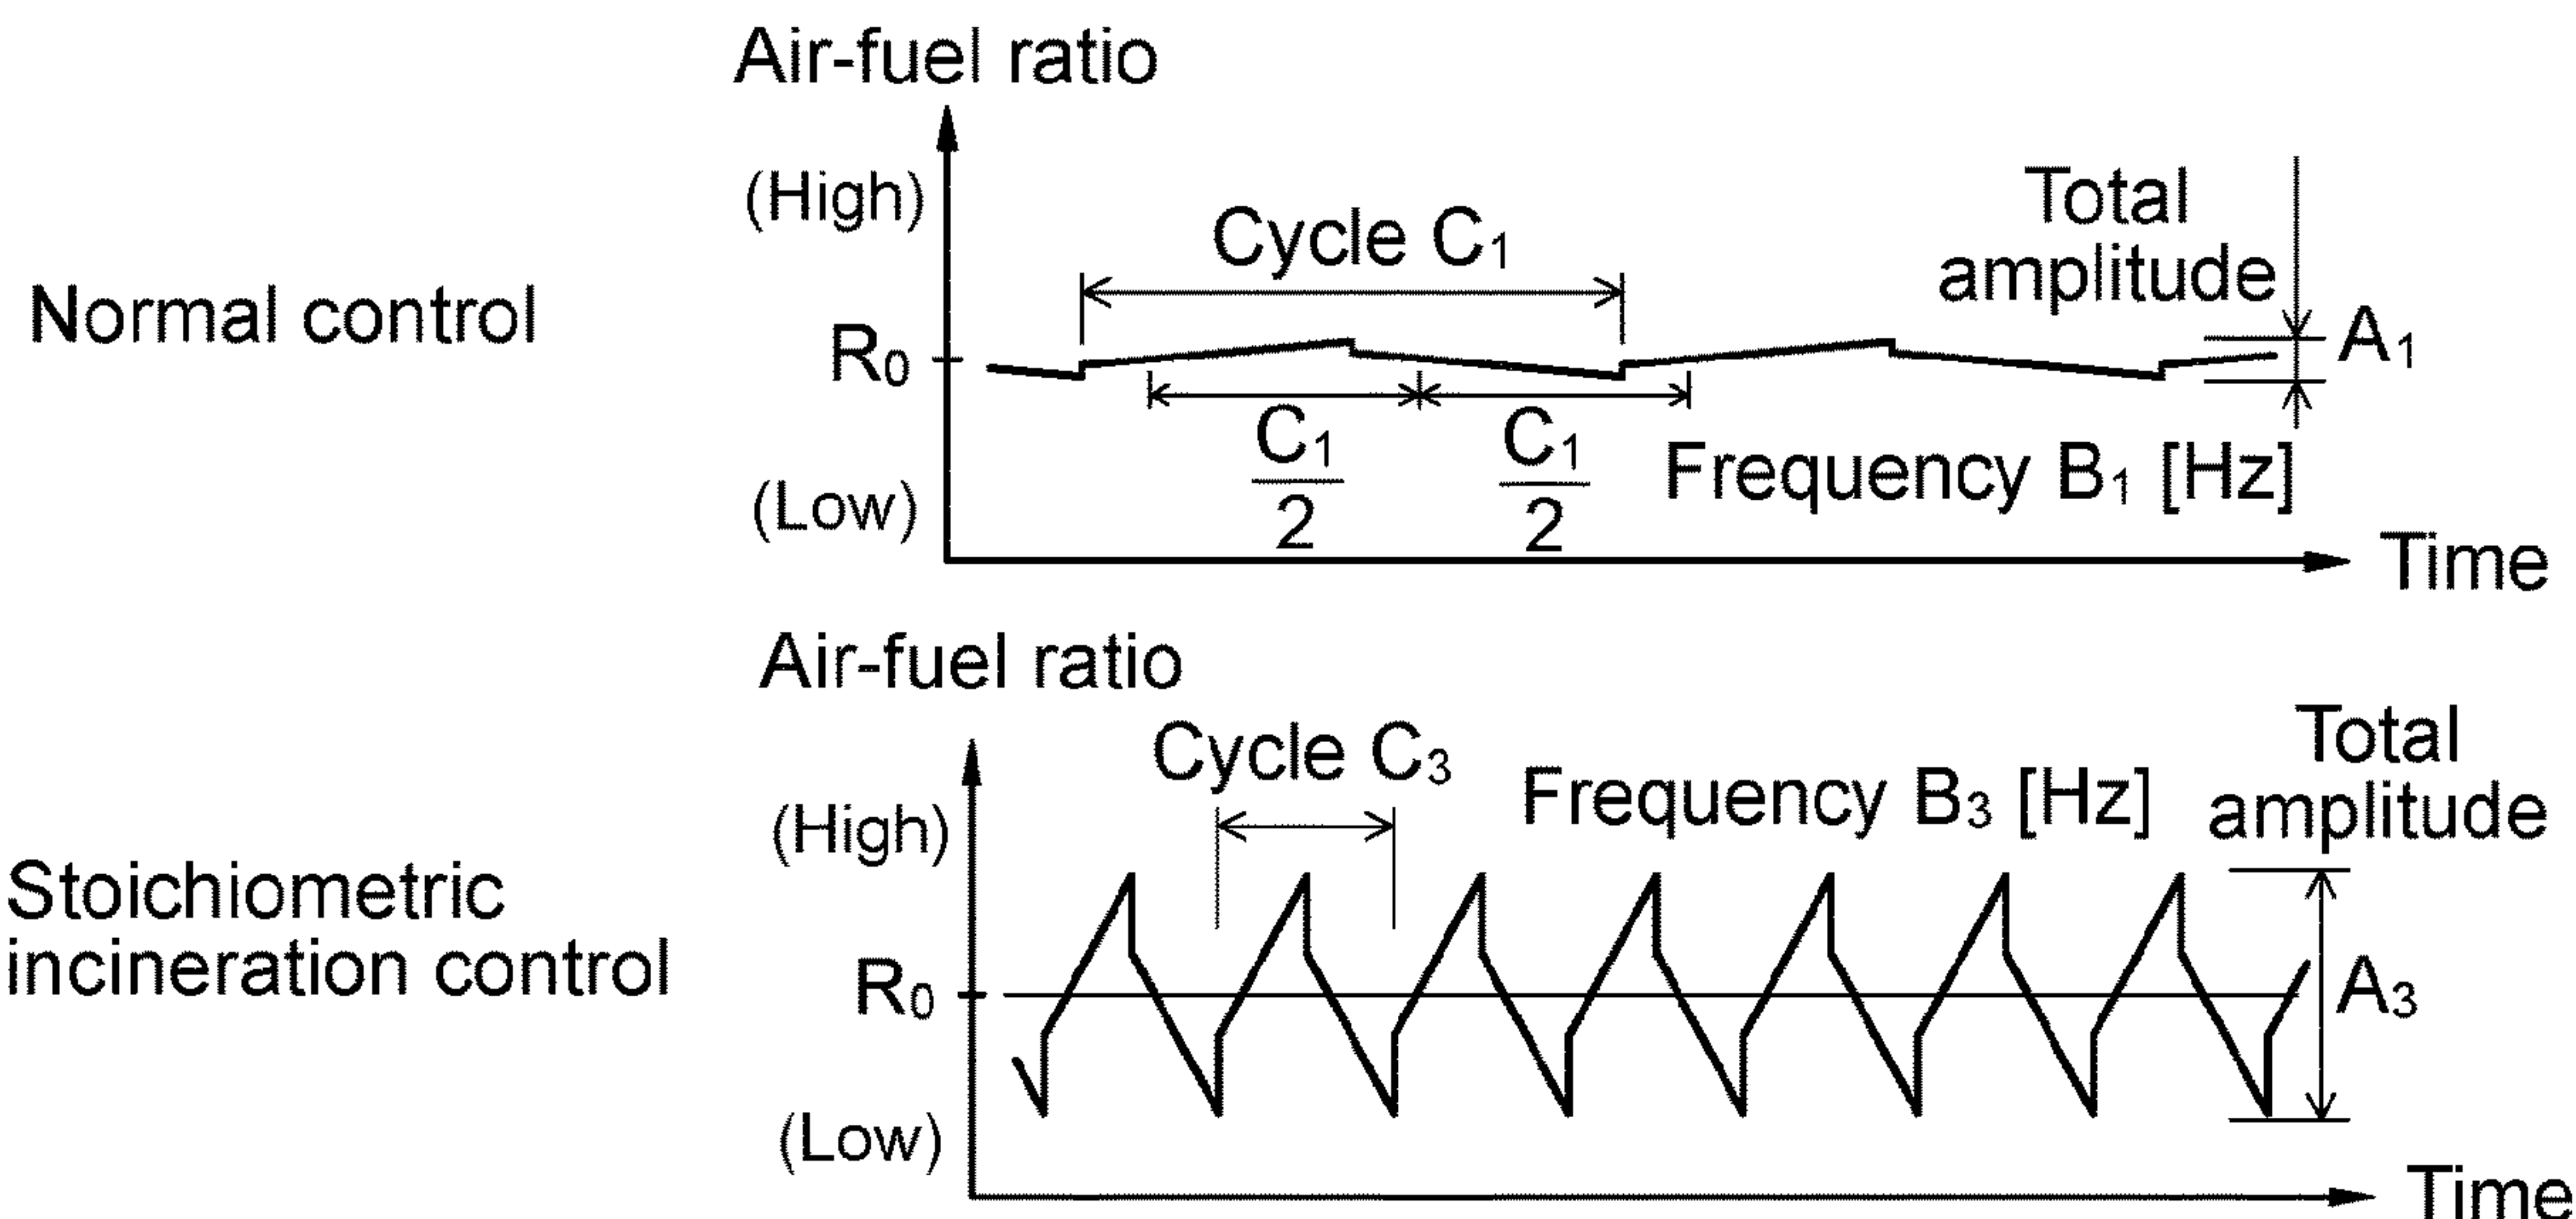 Air-fuel ratio
(High)
Total
amplitude
Cycle C₁
Normal control
R₀
A₁
C₁
2
C₁
2
Frequency B₁ [Hz]
(Low)
Time
Air-fuel ratio
Cycle C₃
Frequency B₃ [Hz]
Total
amplitude
(High)
Stoichiometric
incineration control
R₀
A₃
(Low)
Time